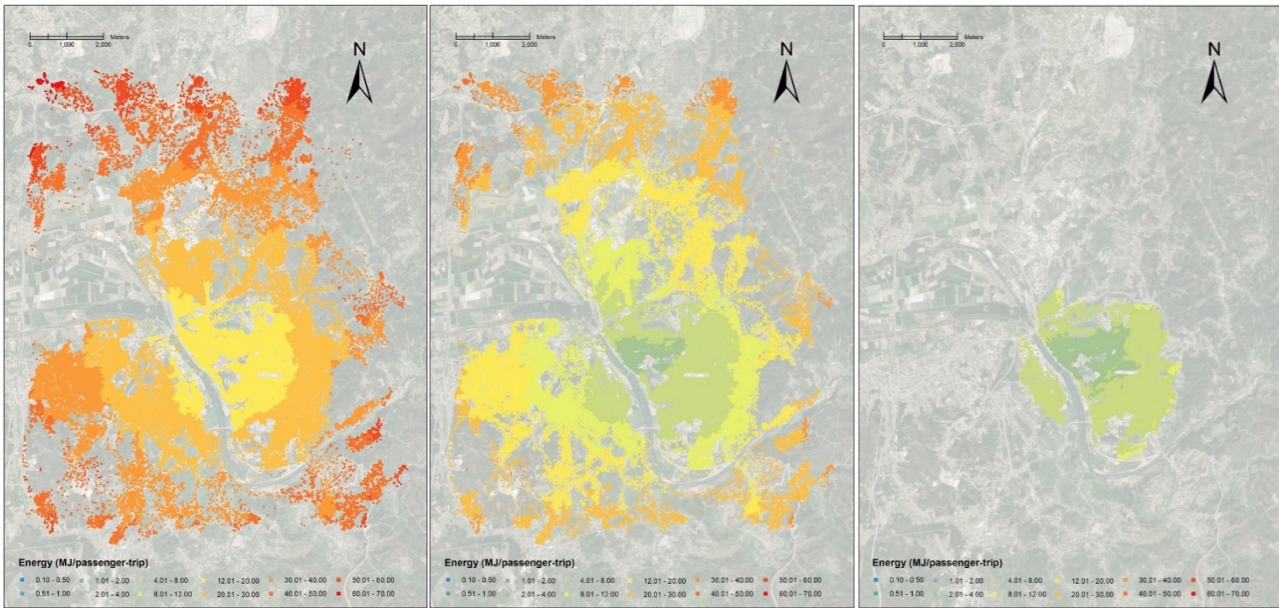 0 1,000 2,000 Meters
N
Energy (MJ/passenger-trip)
0.10 - 0.50 1.01 - 2.00 4.01 - 8.00 12.01 - 20.00 30.01 - 40.00 50.01 - 60.00
0.51 - 1.00 2.01 - 4.00 8.01 - 12.00 20.01 - 30.00 40.01 - 50.00 60.01 - 70.00
0 1,000 2,000 Meters
N
Energy (MJ/passenger-trip)
0.10 - 0.50 1.01 - 2.00 4.01 - 8.00 12.01 - 20.00 30.01 - 40.00 50.01 - 60.00
0.51 - 1.00 2.01 - 4.00 8.01 - 12.00 20.01 - 30.00 40.01 - 50.00 60.01 - 70.00
0 1,000 2,000 Meters
N
Energy (MJ/passenger-trip)
0.10 - 0.50 1.01 - 2.00 4.01 - 8.00 12.01 - 20.00 30.01 - 40.00 50.01 - 60.00
0.51 - 1.00 2.01 - 4.00 8.01 - 12.00 20.01 - 30.00 40.01 - 50.00 60.01 - 70.00